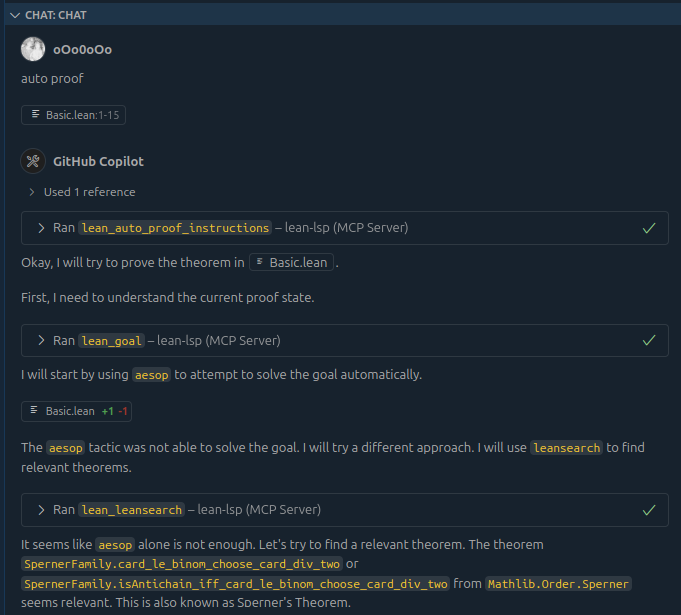 CHAT: CHAT
oOo0oOo
auto proof
Basic.lean:1-15
GitHub Copilot
Used 1 reference
Ran lean_auto_proof_instructions – lean-lsp (MCP Server)
Okay, I will try to prove the theorem in Basic.lean .
First, I need to understand the current proof state.
Ran lean_goal – lean-lsp (MCP Server)
I will start by using aesop to attempt to solve the goal automatically.
Basic.lean +1 -1
The aesop tactic was not able to solve the goal. I will try a different approach. I will use leansearch to find
relevant theorems.
Ran lean_leansearch – lean-lsp (MCP Server)
It seems like aesop alone is not enough. Let's try to find a relevant theorem. The theorem
SpernerFamily.card_le_binom_choose_card_div_two or
SpernerFamily.isAntichain_iff_card_le_binom_choose_card_div_two from Mathlib.Order.Sperner
seems relevant. This is also known as Sperner's Theorem.